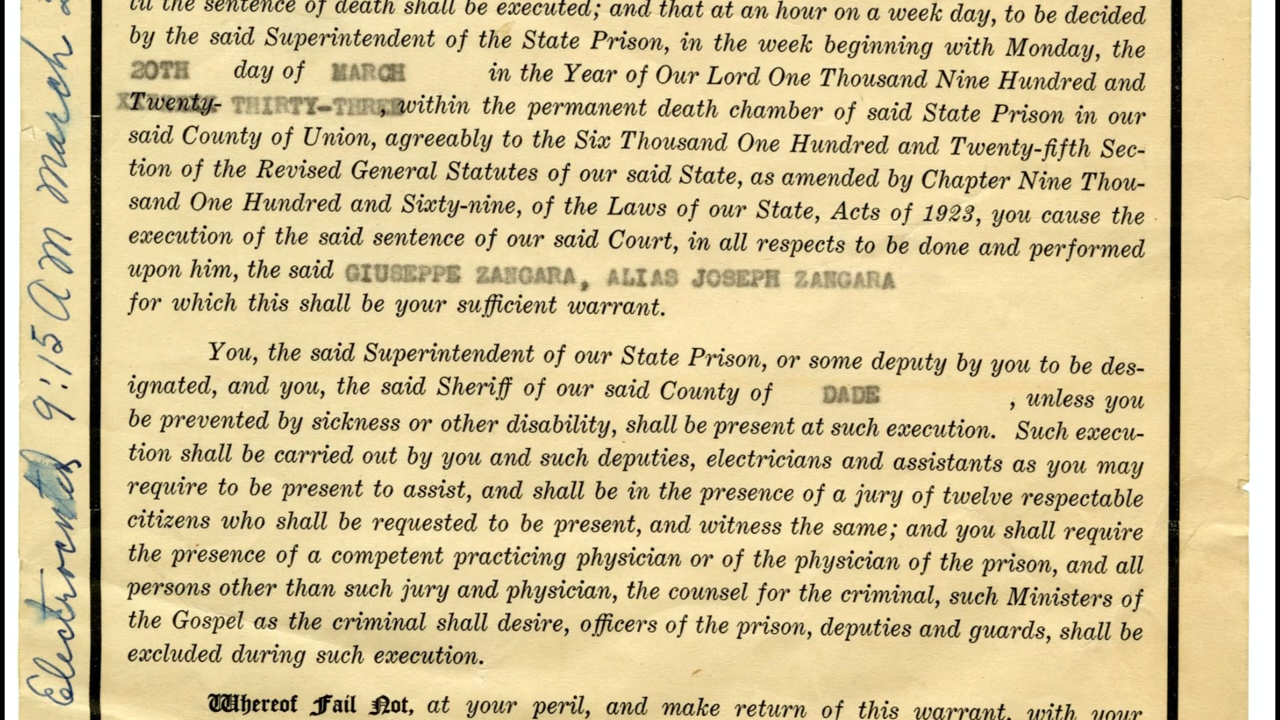 til the sentence of death shall be executed; and that at an hour on a week day, to be decided
by the said Superintendent of the State Prison, in the week beginning with Monday, the
20TH day of MARCH in the Year of Our Lord One Thousand Nine Hundred and
Twenty- THIRTY-THREE, within the permanent death chamber of said State Prison in our
said County of Union, agreeably to the Six Thousand One Hundred and Twenty-fifth Sec-
tion of the Revised General Statutes of our said State, as amended by Chapter Nine Thou-
sand One Hundred and Sixty-nine, of the Laws of our State, Acts of 1923, you cause the
execution of the said sentence of our said Court, in all respects to be done and performed
upon him, the said GIUSEPPE ZANGARA, ALIAS JOSEPH ZANGARA
for which this shall be your sufficient warrant.
You, the said Superintendent of our State Prison, or some deputy by you to be des-
ignated, and you, the said Sheriff of our said County of DADE , unless you
be prevented by sickness or other disability, shall be present at such execution. Such execu-
tion shall be carried out by you and such deputies, electricians and assistants as you may
require to be present to assist, and shall be in the presence of a jury of twelve respectable
citizens who shall be requested to be present, and witness the same; and you shall require
the presence of a competent practicing physician or of the physician of the prison, and all
persons other than such jury and physician, the counsel for the criminal, such Ministers of
the Gospel as the criminal shall desire, officers of the prison, deputies and guards, shall be
excluded during such execution.
Whereof Fail Not, at your peril, and make return of this warrant, with your
Electrocuted 9:15 AM March